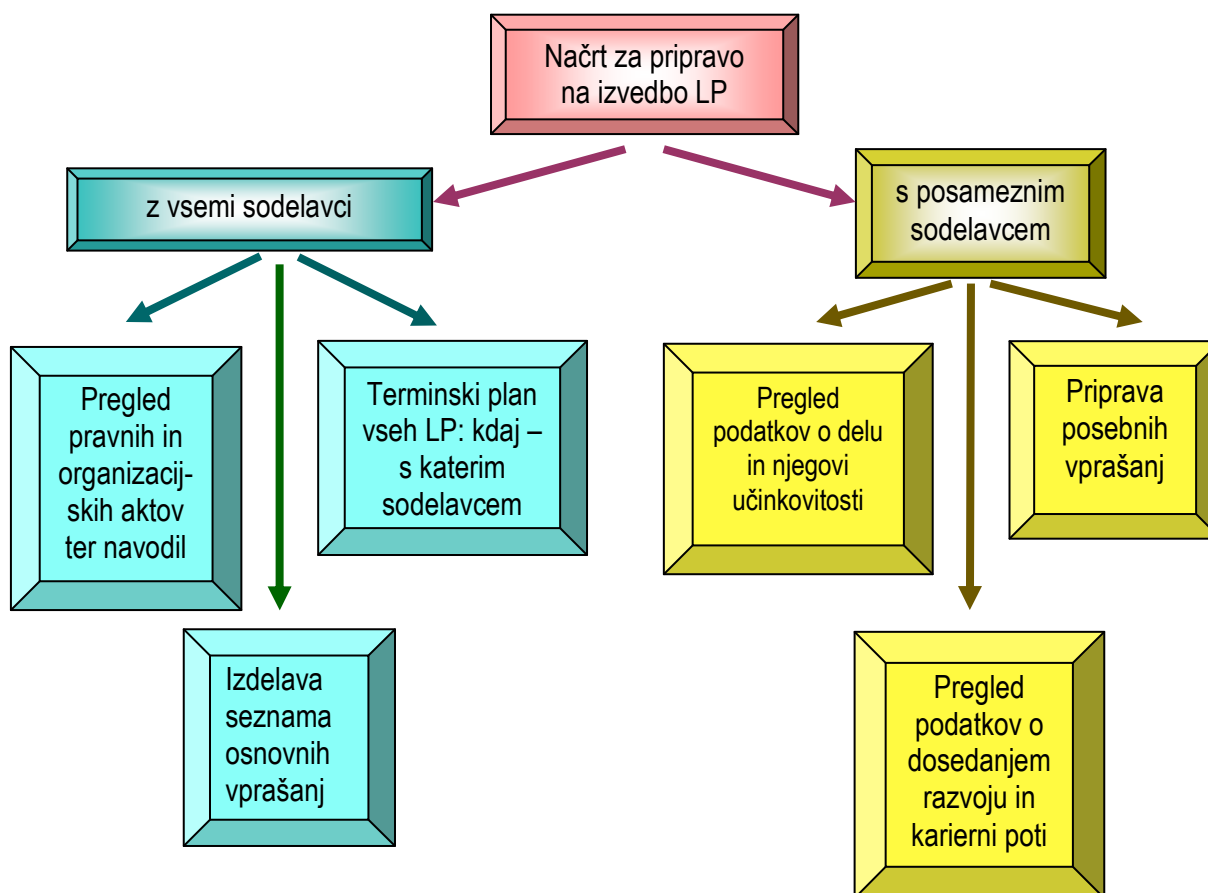 Načrt za pripravo
na izvedbo LP
z vsemi sodelavci
s posameznim
sodelavcem
Pregled
pravnih in
organizacij-
skih aktov
ter navodil
Terminski plan
vseh LP: kdaj –
s katerim
sodelavcem
Pregled
podatkov o delu
in njegovi
učinkovitosti
Priprava
posebnih
vprašanj
Izdelava
seznama
osnovnih
vprašanj
Pregled
podatkov o
dosedanjem
razvoju in
karierni poti